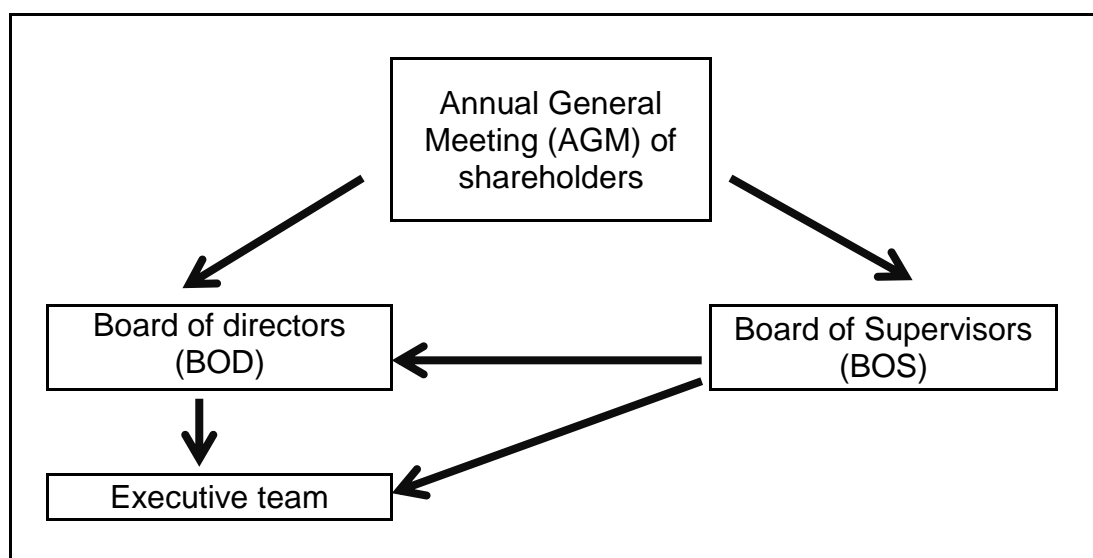 Annual General
Meeting (AGM) of
shareholders
Board of directors
(BOD)
Board of Supervisors
(BOS)
Executive team